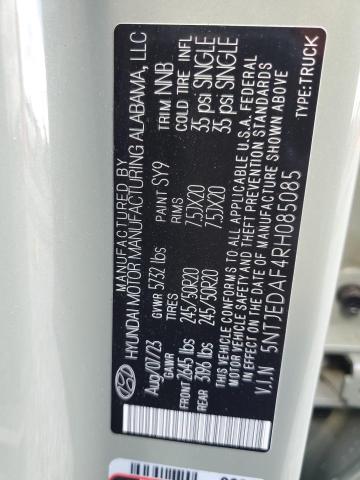 MANUFACTURED BY
HYUNDAI MOTOR MANUFACTURING ALABAMA, LLC
Aug/01/23 GVWR 5732 lbs PAINT SY9 TRIM NNB
GAWR TIRES RIMS COLD TIRE INFL
FRONT 2645 lbs 245/50R20 7.5JX20 35 psi SINGLE
REAR 3196 lbs 245/50R20 7.5JX20 35 psi SINGLE
THIS VEHICLE CONFORMS TO ALL APPLICABLE U.S.A. FEDERAL
MOTOR VEHICLE SAFETY AND THEFT PREVENTION STANDARDS
IN EFFECT ON THE DATE OF MANUFACTURE SHOWN ABOVE.
V.I.N 5NTJEDAF4RH085085 TYPE:TRUCK